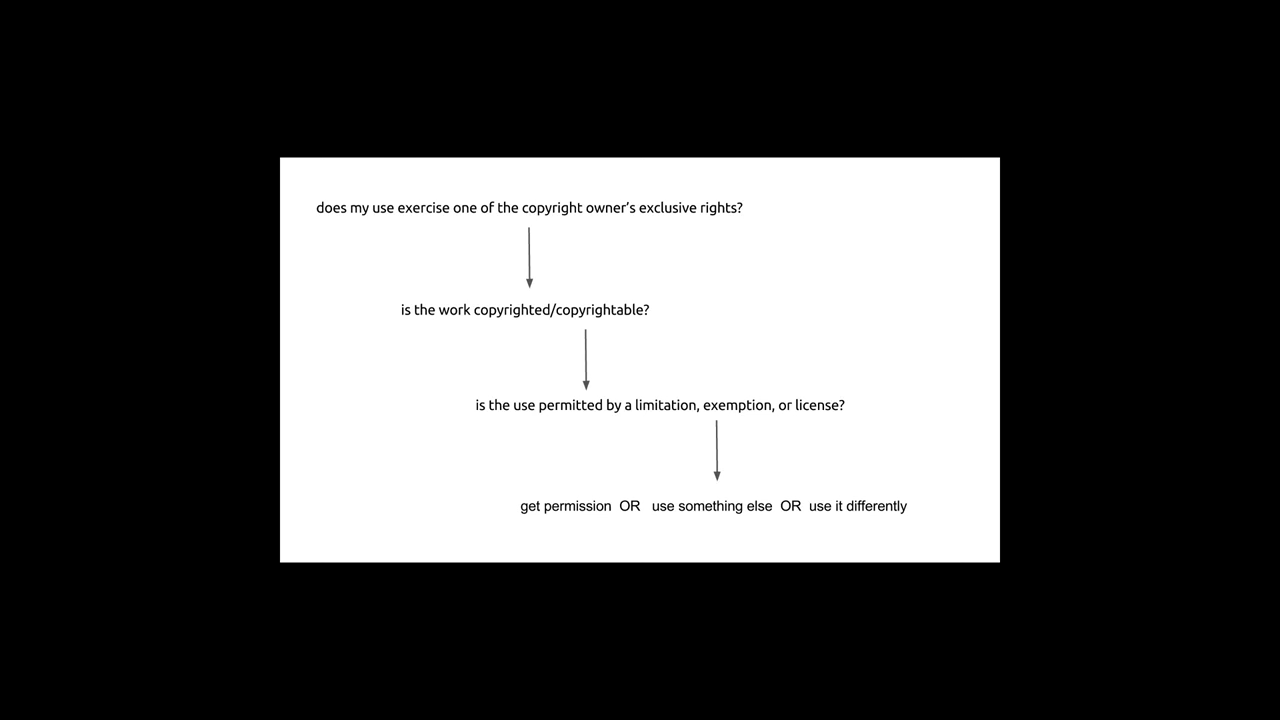 does my use exercise one of the copyright owner’s exclusive rights?
is the work copyrighted/copyrightable?
is the use permitted by a limitation, exemption, or license?
get permission OR use something else OR use it differently